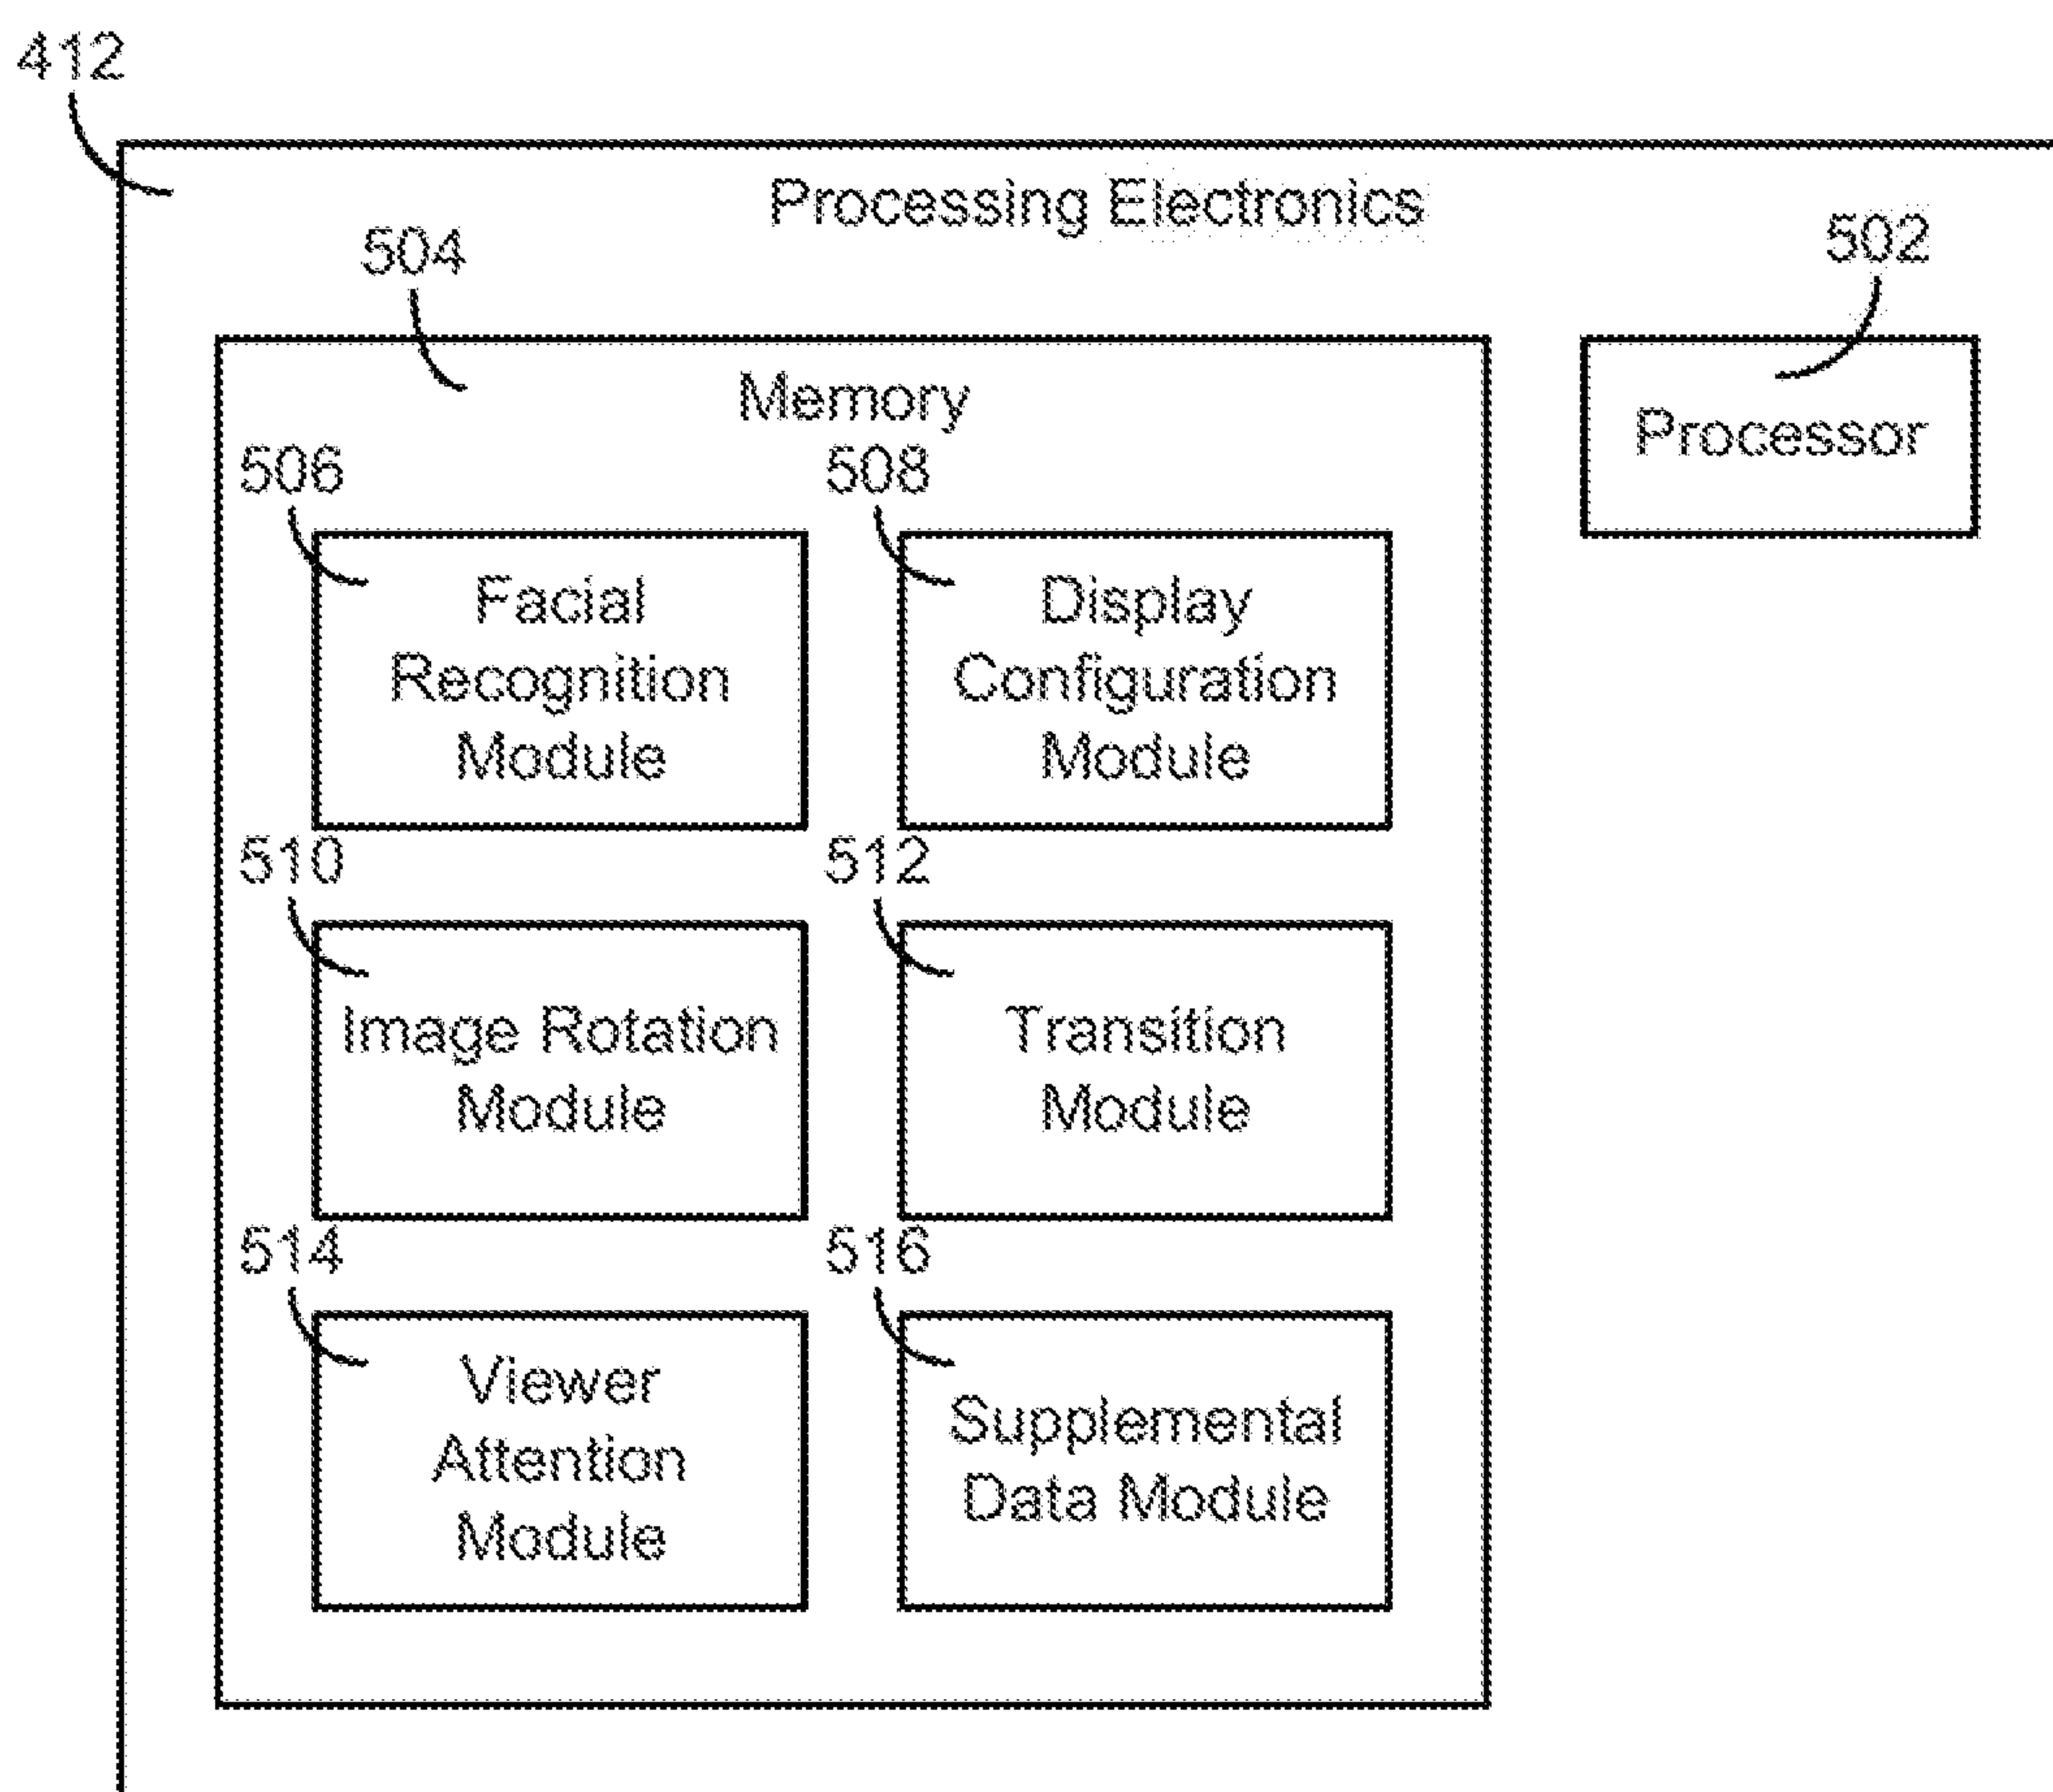 412
Processing Electronics
504
502
Memory
Processor
506
508
Facial
Recognition
Module
Display
Configuration
Module
510
512
Image Rotation
Module
Transition
Module
514
516
Viewer
Attention
Module
Supplemental
Data Module